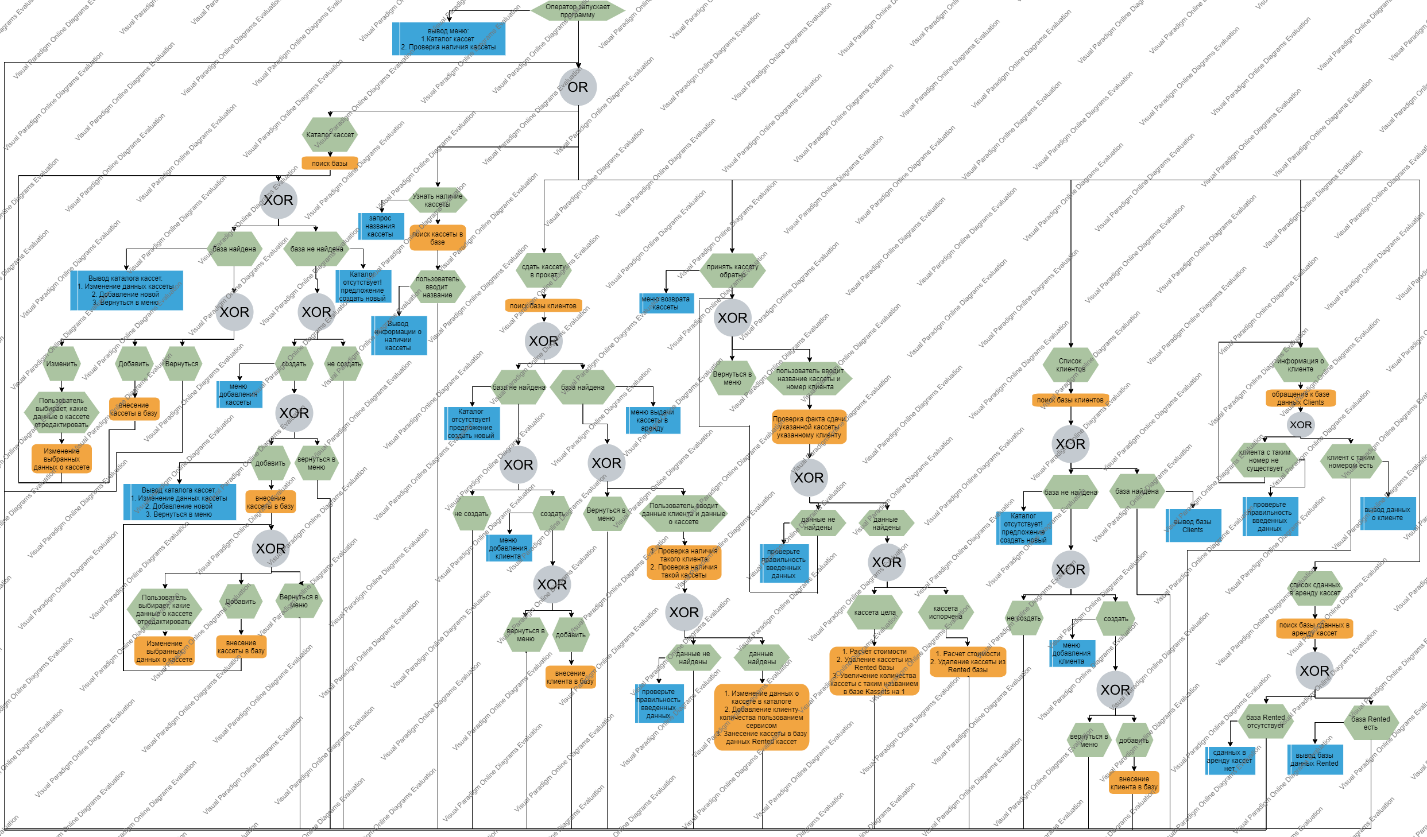 Оператор запускает
программу
вывод меню:
1 Каталог кассет
2. Проверка наличия кассеты
OR
Каталог кассет
поиск базы
XOR
база найдена
база не найдена
Вывод каталога кассет.
1. Изменение данных кассеты
2. Добавление новой
3. Вернуться в меню
Каталог
отсутствует!
предложение
создать новый
XOR
XOR
Изменить
Добавить
Вернуться
создать
не создать
Пользователь
выбирает, какие
данные в кассете
отредактировать
внесение
кассеты в базу
Изменение
выбранных
данных о кассете
меню
добавления
кассеты
XOR
добавить
вернуться в
меню
Вывод каталога кассет.
1. Измнанение данных кассеты
2. Добавление новой
3. Вернуться в меню
внесение
кассеты в базу
XOR
Пользователь
выбирает, какие
данные о кассете
отредактировать
Добавить
Вернуться в
меню
Изменение
выбранных
данных о кассете
внесение
кассеты в базу
Узнать наличие
кассеты
запрос
названия
кассеты
поиск кассеты в
базе
пользователь
вводит
название
Вывод
информации о
наличии
кассеты
сдать кассету
в прокат
поиск базы клиентов
XOR
база не найдена
база найдена
Каталог
отсутствует!
предложение
создать новый
меню выдачи
кассеты в
аренду
XOR
XOR
не создать
создать
меню
добавления
клиента
XOR
вернуться в
меню
добавить
внесение
клиента в базу
Вернуться в
меню
Пользователь вводит
данные клиента и данные
о кассете
1. Проверка наличия
такого клиента
2. Проверка наличия
такой кассеты
XOR
данные не
найдены
данные
найдены
проверьте
правильность
введенных
данных
1. Изменение данных о
кассете в каталоге
2. Добавление клиенту
количества пользованием
сервисом
3. Занесение кассеты в базу
данных Rented кассет
принять кассету
обратно
меню возврата
кассеты
XOR
Вернуться в
меню
пользователь вводит
название кассеты и
номер клиента
Проверка факта сдачи
указанной кассеты
указанному клиенту
XOR
данные не
найдены
данные
найдены
проверьте
правильность
введенных
данных
XOR
кассета цела
кассета
испорчена
1. Расчет стоимости
2. Удаление кассеты из
Rented базы
3. Увеличение количества
кассеты с таким названием
в базе Kassitts на 1
1. Расчет стоимости
2. Удаление кассеты из
Rented базы
Список
клиентов
поиск базы клиентов
XOR
база не найдена
база найдена
Каталог
отсутствует!
предложение
создать новый
вывод базы
Clients
XOR
не создать
создать
меню
добавления
клиента
XOR
вернуться в
меню
добавить
внесение
клиента в базу
информация о
клиенте
обращение к базе
данных Clients
XOR
клиента с таким
номер не
существует
клиент с таким
номером есть
проверьте
правильность
введенных
данных
вывод данных
о клиенте
список сданных
в аренду кассет
поиск базы сданных в
аренду кассет
XOR
база Rented
отсутствует
база Rented
есть
сданных в
аренду кассет
нет
вывод базы
данных Rented
Visual Paradigm Online Diagrams Evaluation